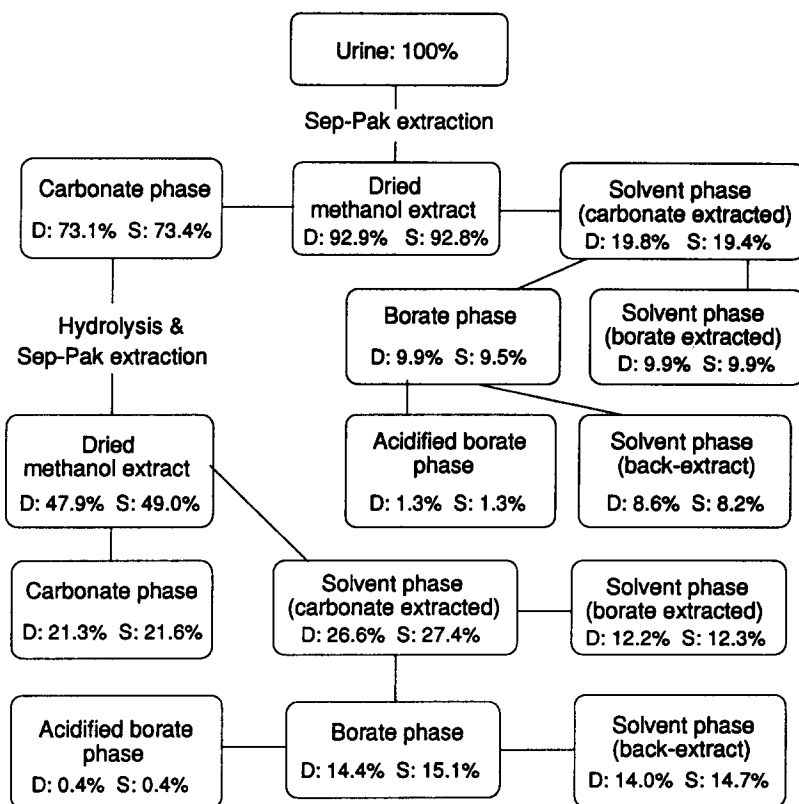 Urine: 100%
Sep-Pak extraction
Carbonate phase
D: 73.1% S: 73.4%
Dried
methanol extract
D: 92.9% S: 92.8%
Solvent phase
(carbonate extracted)
D: 19.8% S: 19.4%
Hydrolysis &
Sep-Pak extraction
Borate phase
D: 9.9% S: 9.5%
Solvent phase
(borate extracted)
D: 9.9% S: 9.9%
Dried
methanol extract
D: 47.9% S: 49.0%
Acidified borate
phase
D: 1.3% S: 1.3%
Solvent phase
(back-extract)
D: 8.6% S: 8.2%
Carbonate phase
D: 21.3% S: 21.6%
Solvent phase
(carbonate extracted)
D: 26.6% S: 27.4%
Solvent phase
(borate extracted)
D: 12.2% S: 12.3%
Acidified borate
phase
D: 0.4% S: 0.4%
Borate phase
D: 14.4% S: 15.1%
Solvent phase
(back-extract)
D: 14.0% S: 14.7%